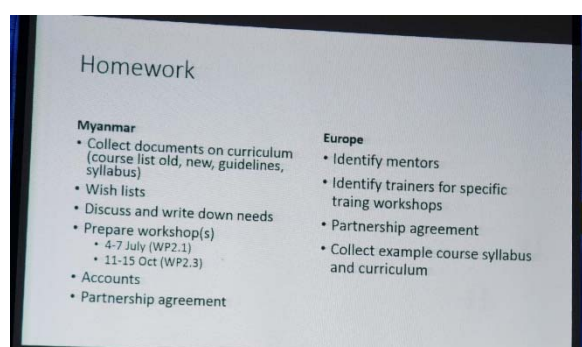 Homework
Myanmar
• Collect documents on curriculum
(course list old, new, guidelines,
syllabus)
• Wish lists
• Discuss and write down needs
• Prepare workshop(s)
• 4-7 July (WP2.1)
• 11-15 Oct (WP2.3)
• Accounts
• Partnership agreement
Europe
• Identify mentors
• Identify trainers for specific
traing workshops
• Partnership agreement
• Collect example course syllabus
and curriculum